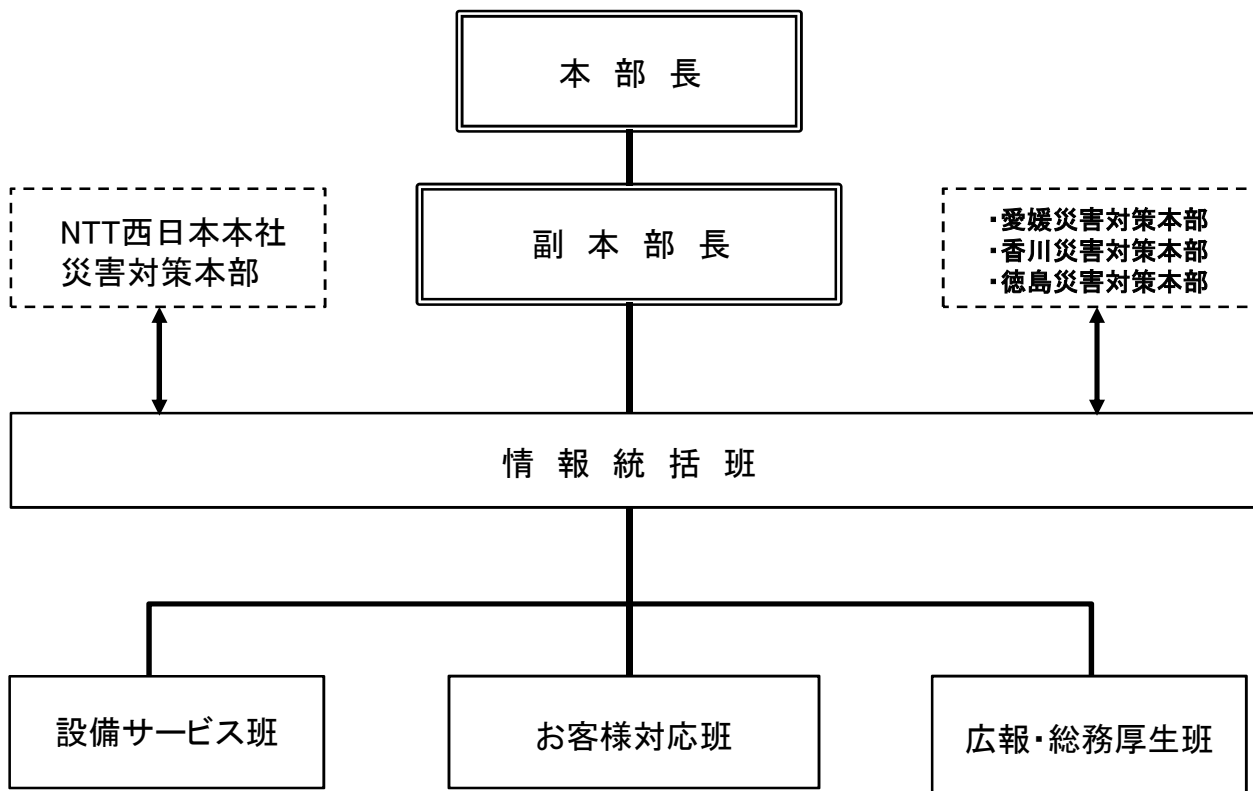 本部長
NTT西日本本社
災害対策本部
副本部長
・愛媛災害対策本部
・香川災害対策本部
・徳島災害対策本部
情報統括班
設備サービス班
お客様対応班
広報・総務厚生班